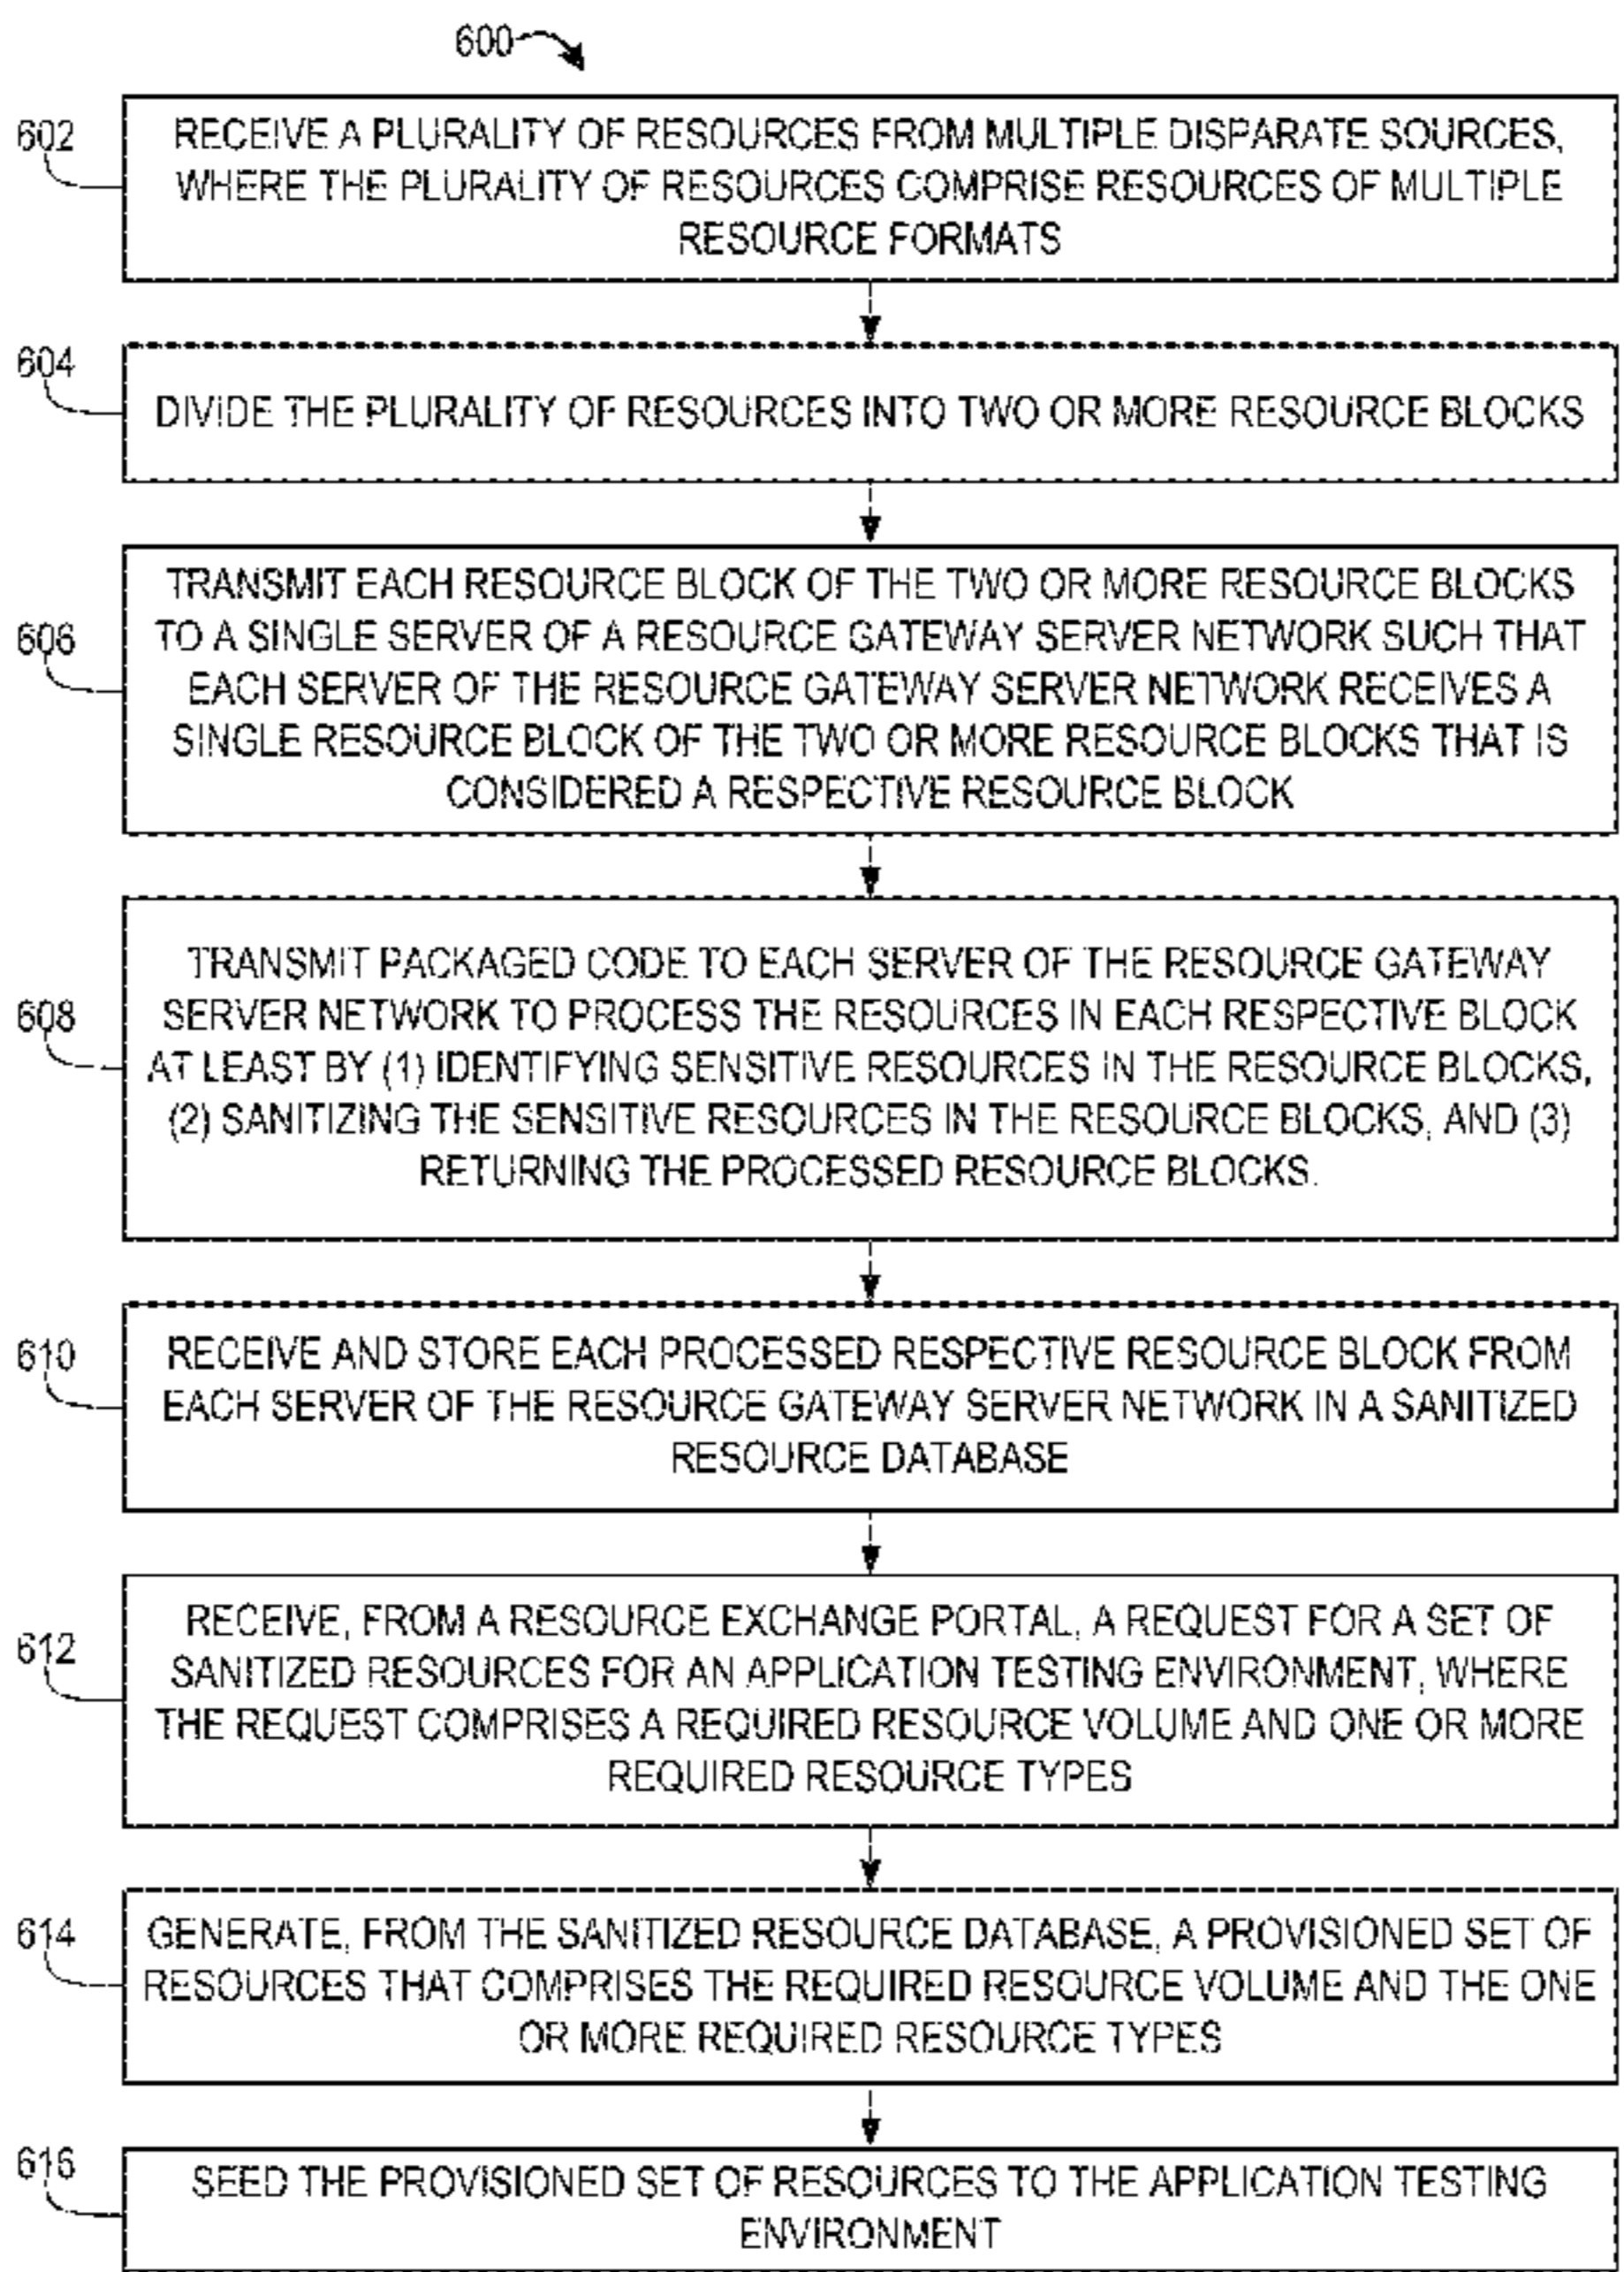 600
602
RECEIVE A PLURALITY OF RESOURCES FROM MULTIPLE DISPARATE SOURCES,
WHERE THE PLURALITY OF RESOURCES COMPRISE RESOURCES OF MULTIPLE
RESOURCE FORMATS
604
DIVIDE THE PLURALITY OF RESOURCES INTO TWO OR MORE RESOURCE BLOCKS
606
TRANSMIT EACH RESOURCE BLOCK OF THE TWO OR MORE RESOURCE BLOCKS
TO A SINGLE SERVER OF A RESOURCE GATEWAY SERVER NETWORK SUCH THAT
EACH SERVER OF THE RESOURCE GATEWAY SERVER NETWORK RECEIVES A
SINGLE RESOURCE BLOCK OF THE TWO OR MORE RESOURCE BLOCKS THAT IS
CONSIDERED A RESPECTIVE RESOURCE BLOCK
608
TRANSMIT PACKAGED CODE TO EACH SERVER OF THE RESOURCE GATEWAY
SERVER NETWORK TO PROCESS THE RESOURCES IN EACH RESPECTIVE BLOCK
AT LEAST BY (1) IDENTIFYING SENSITIVE RESOURCES IN THE RESOURCE BLOCKS,
(2) SANITIZING THE SENSITIVE RESOURCES IN THE RESOURCE BLOCKS, AND (3)
RETURNING THE PROCESSED RESOURCE BLOCKS.
610
RECEIVE AND STORE EACH PROCESSED RESPECTIVE RESOURCE BLOCK FROM
EACH SERVER OF THE RESOURCE GATEWAY SERVER NETWORK IN A SANITIZED
RESOURCE DATABASE
612
RECEIVE, FROM A RESOURCE EXCHANGE PORTAL, A REQUEST FOR A SET OF
SANITIZED RESOURCES FOR AN APPLICATION TESTING ENVIRONMENT, WHERE
THE REQUEST COMPRISES A REQUIRED RESOURCE VOLUME AND ONE OR MORE
REQUIRED RESOURCE TYPES
614
GENERATE, FROM THE SANITIZED RESOURCE DATABASE, A PROVISIONED SET OF
RESOURCES THAT COMPRISES THE REQUIRED RESOURCE VOLUME AND THE ONE
OR MORE REQUIRED RESOURCE TYPES
616
SEED THE PROVISIONED SET OF RESOURCES TO THE APPLICATION TESTING
ENVIRONMENT